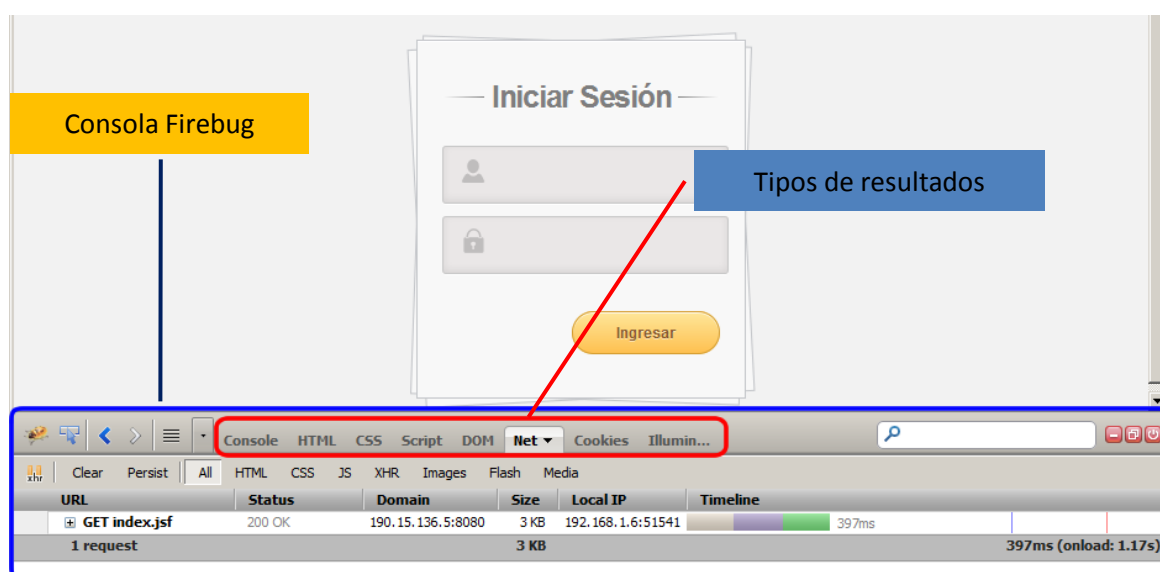 Iniciar Sesión
Consola Firebug
Tipos de resultados
Ingresar
Console HTML CSS Script DOM Net Cookies Illumin...
xhr Clear Persist All HTML CSS JS XHR Images Flash Media
URL Status Domain Size Local IP Timeline
GET index.jsf 200 OK 190.15.136.5:8080 3 KB 192.168.1.6:51541 397ms
1 request 3 KB 397ms (onload: 1.17s)